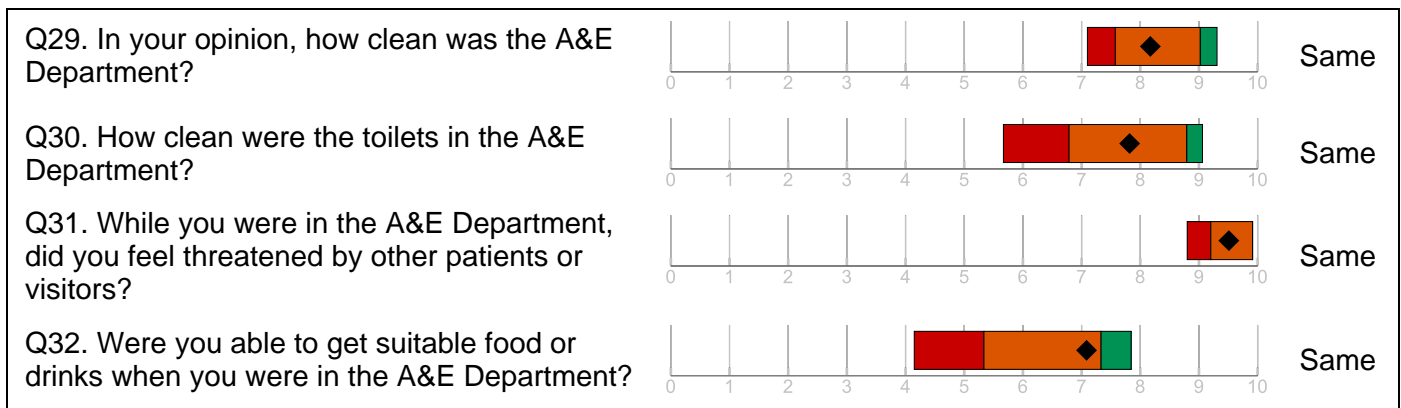 Q29. In your opinion, how clean was the A&E
Department?
0 1 2 3 4 5 6 7 8 9 10
Same
Q30. How clean were the toilets in the A&E
Department?
0 1 2 3 4 5 6 7 8 9 10
Same
Q31. While you were in the A&E Department,
did you feel threatened by other patients or
visitors?
0 1 2 3 4 5 6 7 8 9 10
Same
Q32. Were you able to get suitable food or
drinks when you were in the A&E Department?
0 1 2 3 4 5 6 7 8 9 10
Same